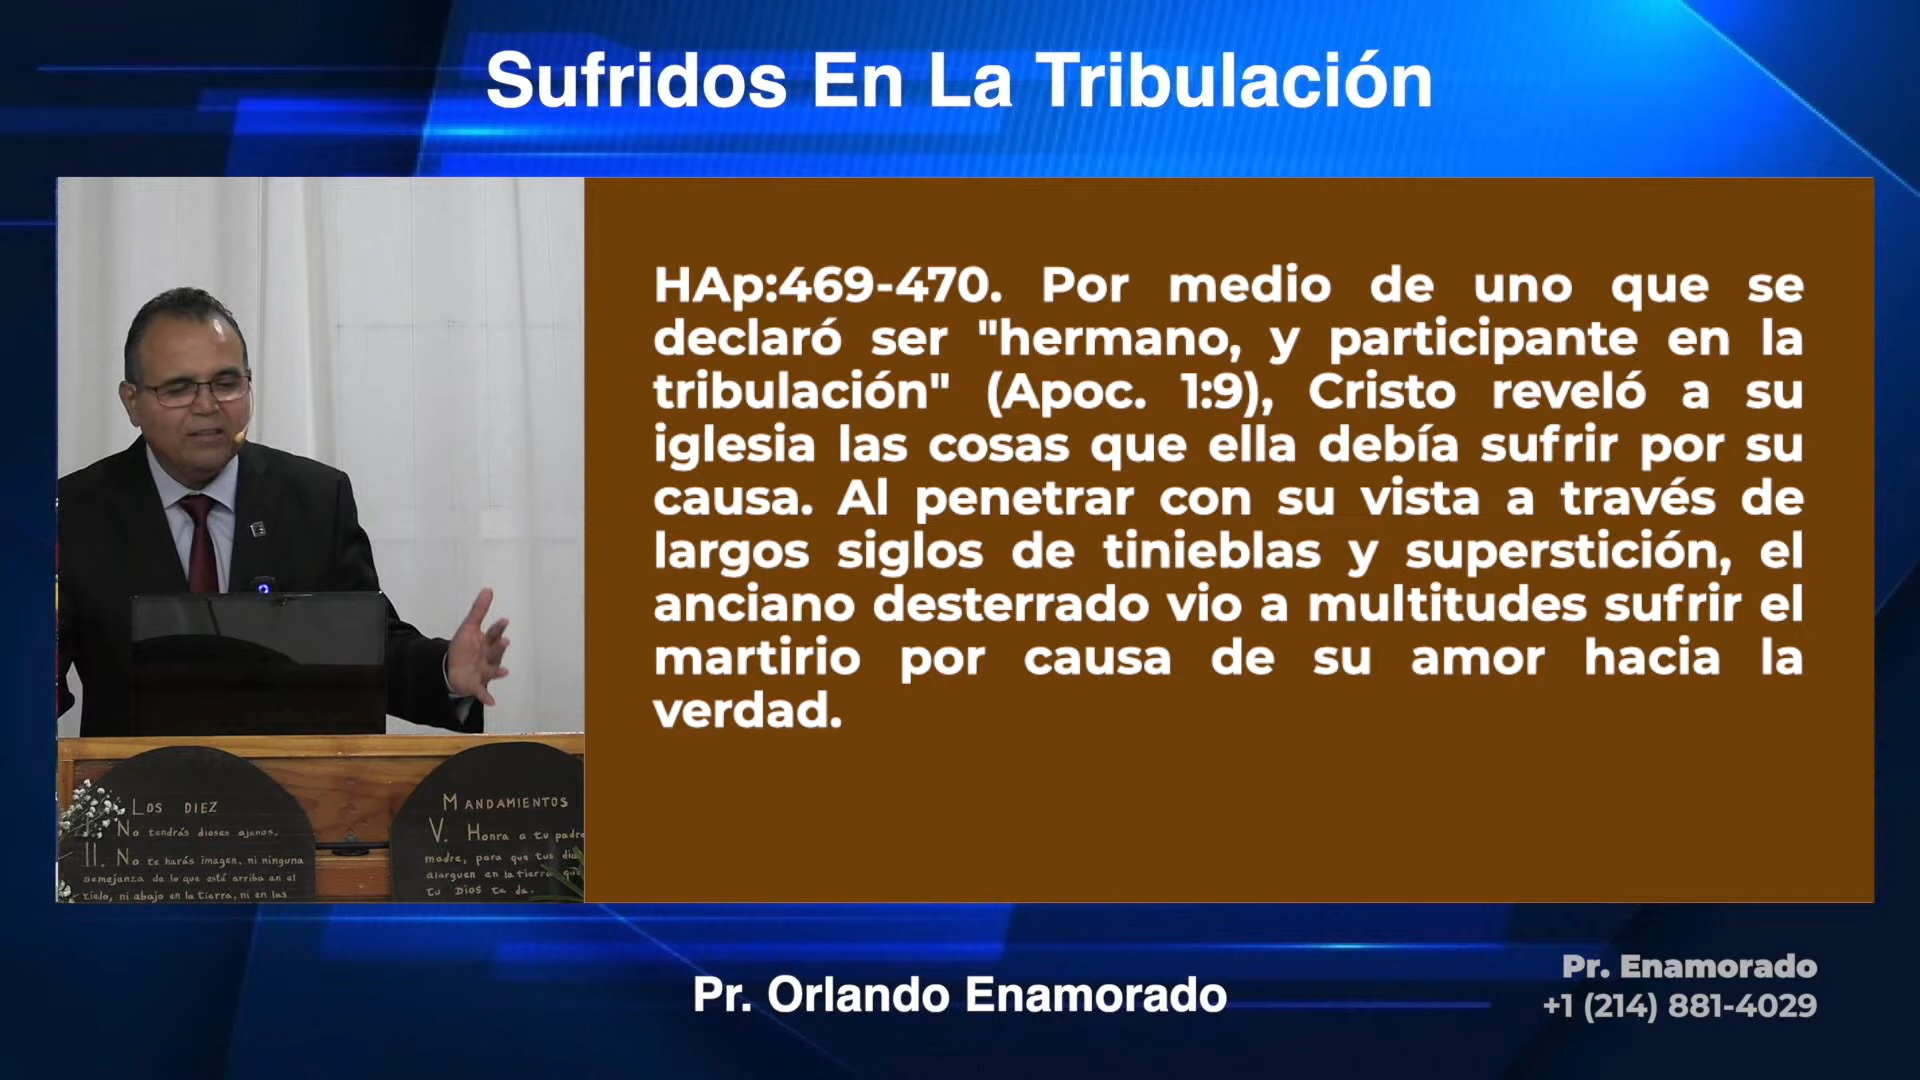 Sufridos En La Tribulación
HAp:469-470. Por medio de uno que se
declaró ser "hermano, y participante en la
tribulación" (Apoc. 1:9), Cristo reveló a su
iglesia las cosas que ella debía sufrir por su
causa. Al penetrar con su vista a través de
largos siglos de tinieblas y superstición, el
anciano desterrado vio a multitudes sufrir el
martirio por causa de su amor hacia la
verdad.
LOS DIEZ
No tendrás dioses ajenos.
II. No te harás imagen, ni ninguna
semejanza de lo que esté arriba en el
cielo, ni abajo en la tierra, ni en las
MANDAMIENTOS
V. Honra a tu padre
madre, para que tus
alarguen en la tierra
tu DIOS te da.
Pr. Orlando Enamorado
Pr. Enamorado
+1 (214) 881-4029